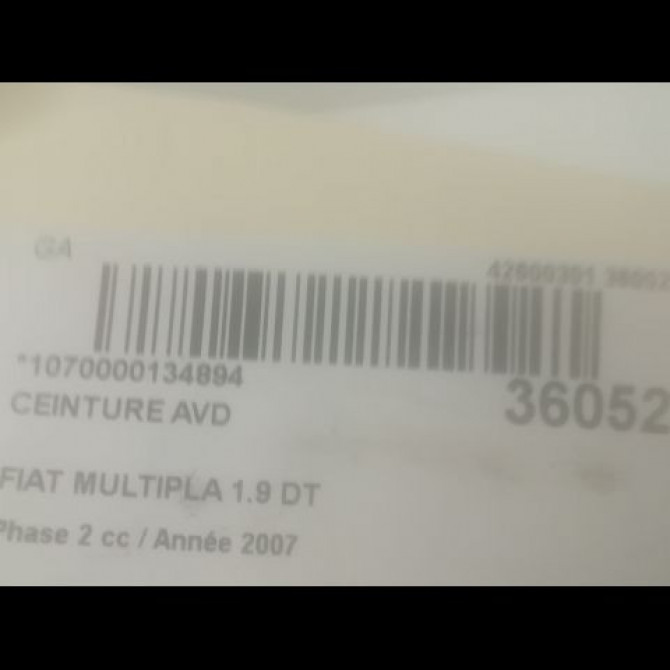 GA
42600301 36052
*1070000134894
36052
CEINTURE AVD
FIAT MULTIPLA 1.9 DT
Phase 2 cc / Année 2007